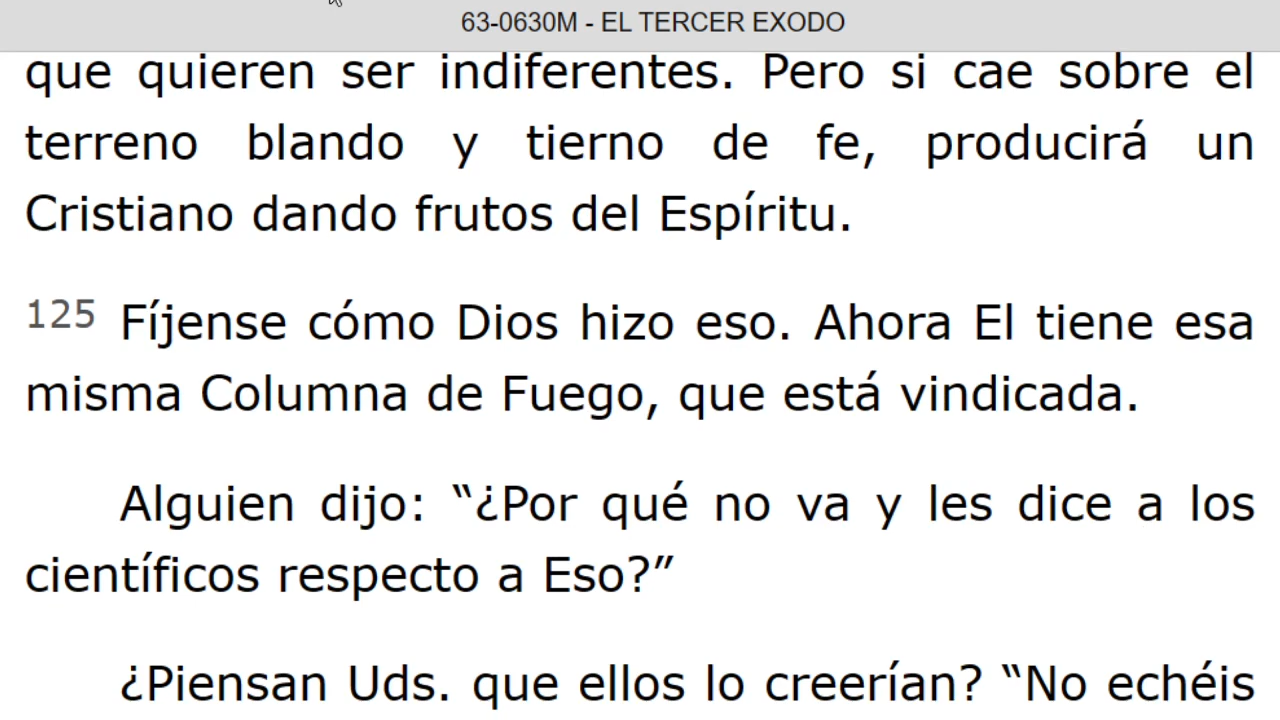 63-0630M - EL TERCER EXODO
que quieren ser indiferentes. Pero si cae sobre el
terreno blando y tierno de fe, producirá un
Cristiano dando frutos del Espíritu.
125 Fíjense cómo Dios hizo eso. Ahora El tiene esa
misma Columna de Fuego, que está vindicada.
Alguien dijo: “¿Por qué no va y les dice a los
científicos respecto a Eso?”
¿Piensan Uds. que ellos lo creerían? “No echéis